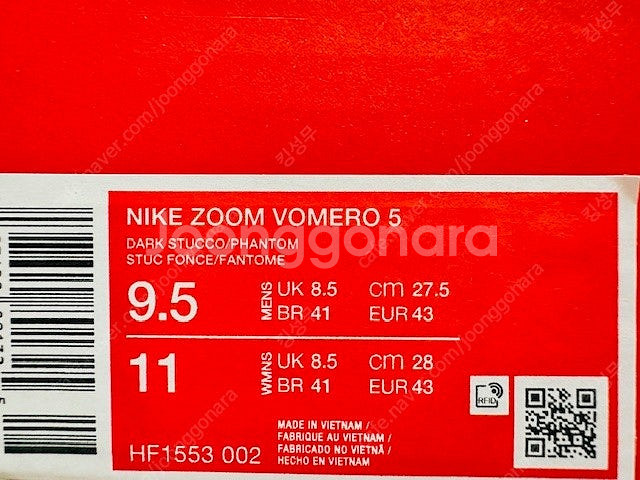 NIKE ZOOM VOMERO 5
DARK STUCCO/PHANTOM
STUC FONCE/FANTOME
9.5 MENS UK 8.5 cm 27.5
BR 41 EUR 43
11 WMNS UK 8.5 cm 28
BR 41 EUR 43
RFID
HF1553 002
MADE IN VIETNAM /
FABRIQUE AU VIETNAM /
FABRICADO NO VIETNÃ /
HECHO EN VIETNAM
joonggonara